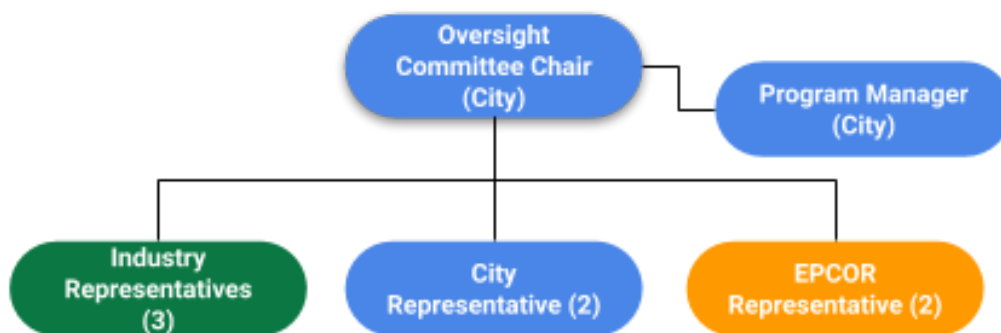 Oversight
Committee Chair
(City)
Program Manager
(City)
Industry
Representatives
(3)
City
Representative (2)
EPCOR
Representative (2)